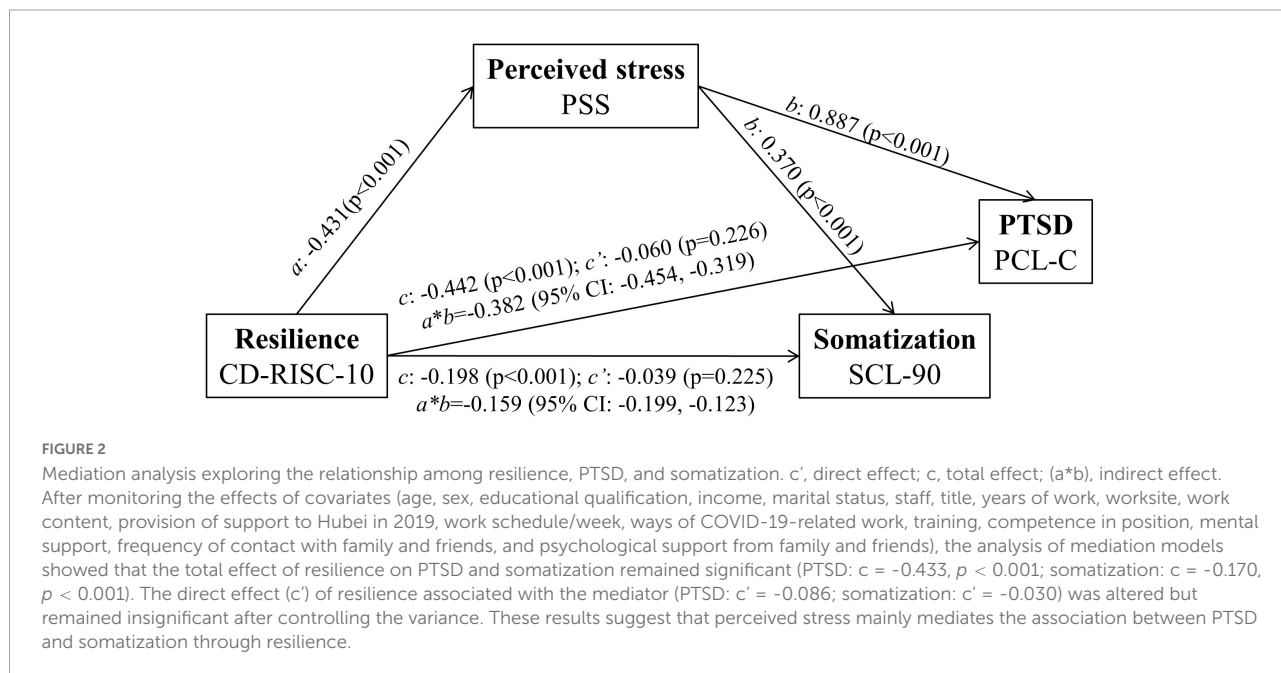 Perceived stress
PSS
a: -0.431(p<0.001)
b: 0.887 (p<0.001)
b: 0.370 (p<0.001)
PTSD
PCL-C
c: -0.442 (p<0.001); c’: -0.060 (p=0.226)
a*b=-0.382 (95% CI: -0.454, -0.319)
Resilience
CD-RISC-10
Somatization
SCL-90
c: -0.198 (p<0.001); c’: -0.039 (p=0.225)
a*b=-0.159 (95% CI: -0.199, -0.123)
FIGURE 2
Mediation analysis exploring the relationship among resilience, PTSD, and somatization. c′, direct effect; c, total effect; (a*b), indirect effect.
After monitoring the effects of covariates (age, sex, educational qualification, income, marital status, staff, title, years of work, worksite, work
content, provision of support to Hubei in 2019, work schedule/week, ways of COVID-19-related work, training, competence in position, mental
support, frequency of contact with family and friends, and psychological support from family and friends), the analysis of mediation models
showed that the total effect of resilience on PTSD and somatization remained significant (PTSD: c = -0.433, p < 0.001; somatization: c = -0.170,
p < 0.001). The direct effect (c′) of resilience associated with the mediator (PTSD: c′ = -0.086; somatization: c′ = -0.030) was altered but
remained insignificant after controlling the variance. These results suggest that perceived stress mainly mediates the association between PTSD
and somatization through resilience.